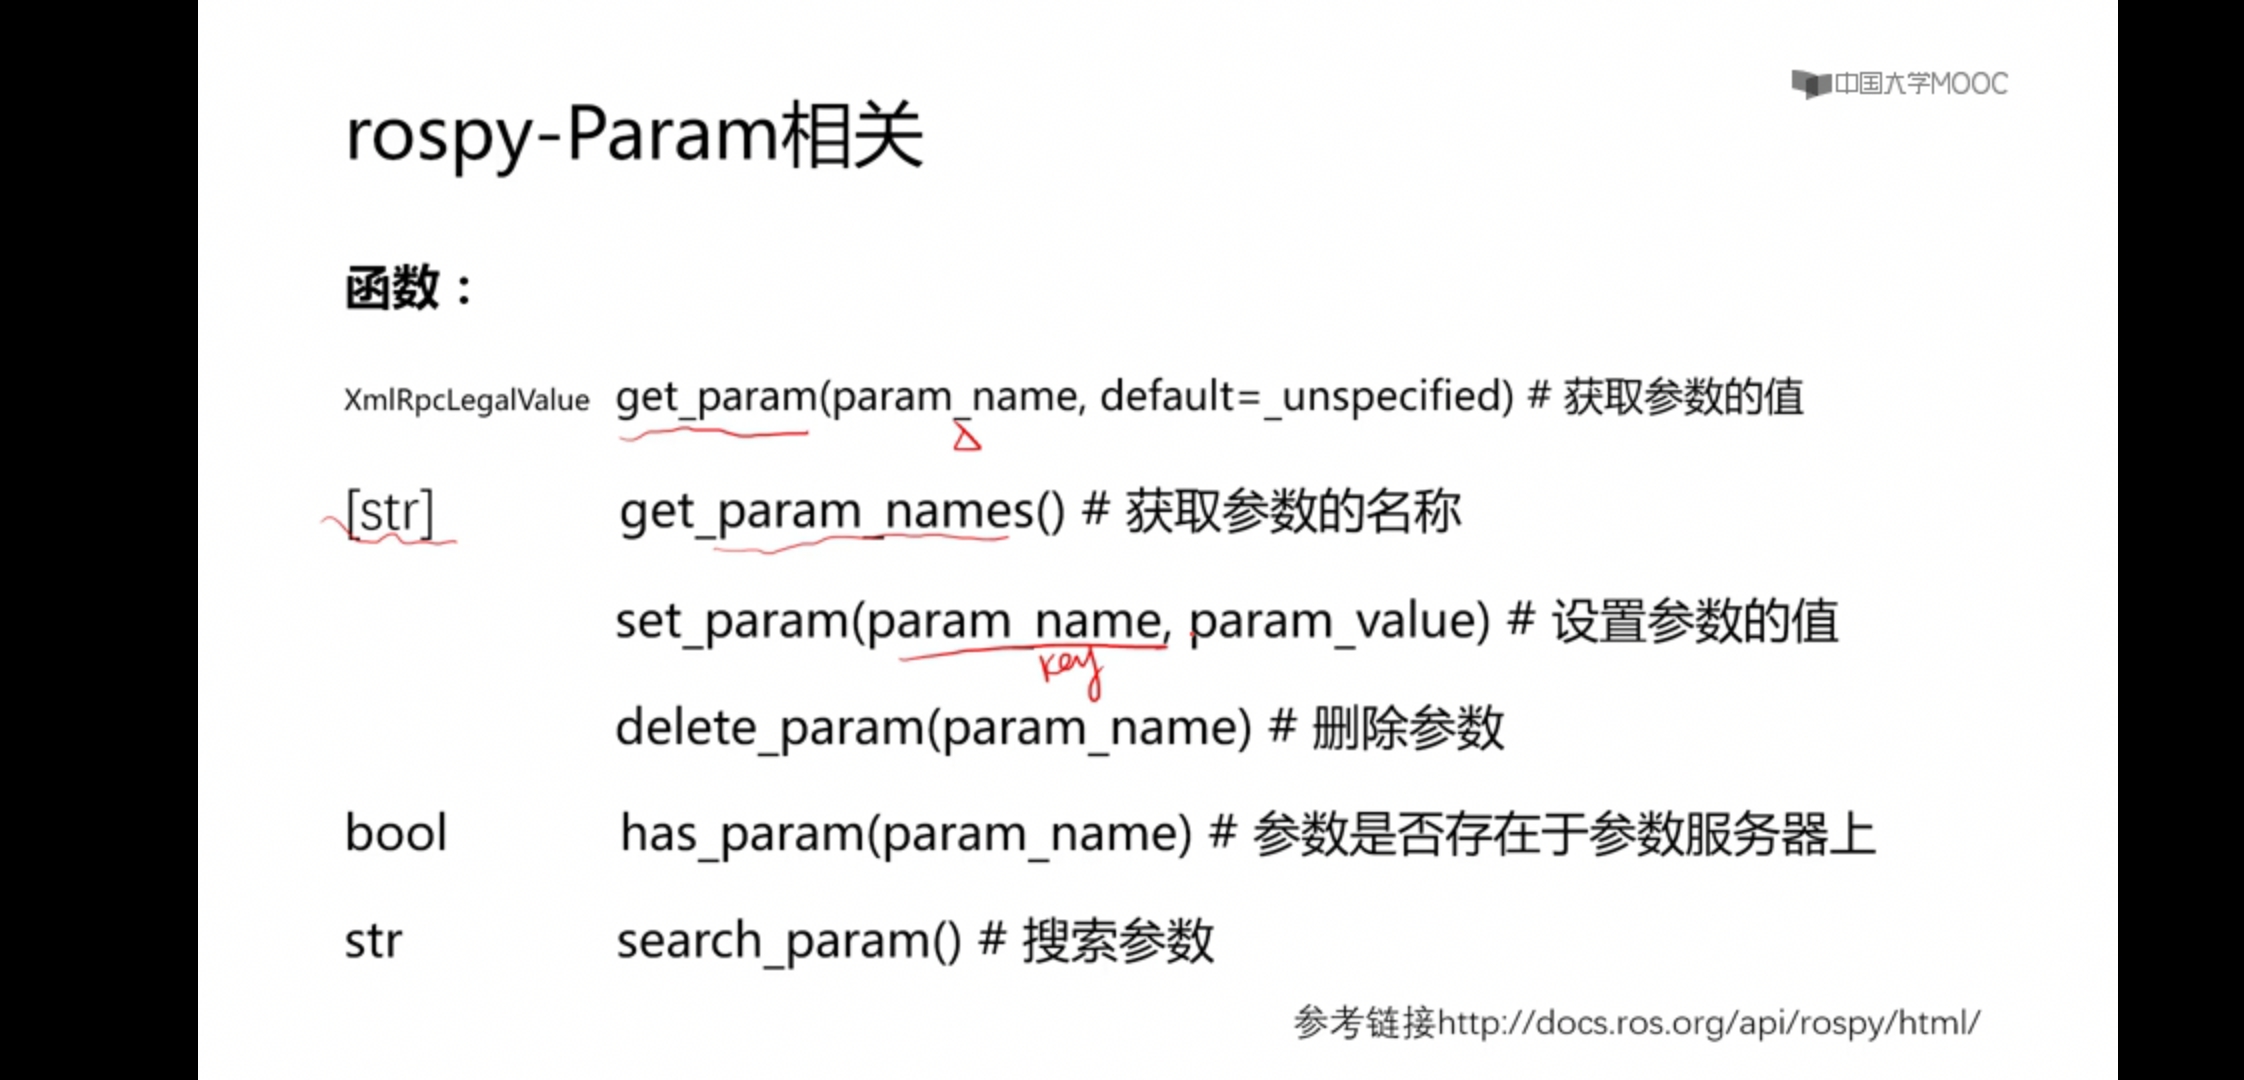 中国大学MOOC
rospy-Param相关
函数：
XmlRpcLegalValue get_param(param_name, default=_unspecified) # 获取参数的值
[str] get_param_names() # 获取参数的名称
set_param(param_name, param_value) # 设置参数的值
key
delete_param(param_name) # 删除参数
bool has_param(param_name) # 参数是否存在于参数服务器上
str search_param() # 搜索参数
参考链接http://docs.ros.org/api/rospy/html/